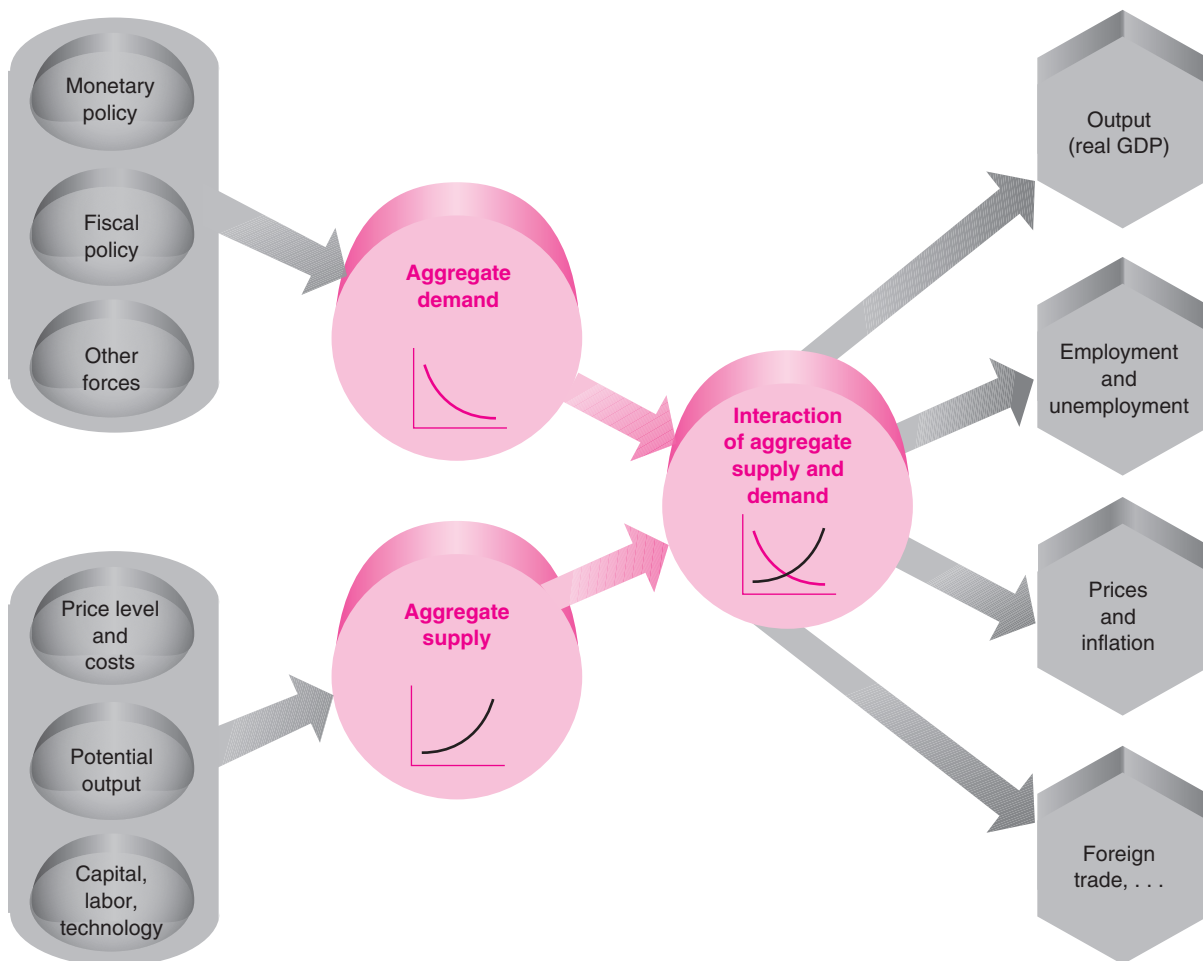 Monetary
policy
Fiscal
policy
Other
forces
Price level
and
costs
Potential
output
Capital,
labor,
technology
Aggregate
demand
Aggregate
supply
Interaction
of aggregate
supply and
demand
Output
(real GDP)
Employment
and
unemployment
Prices
and
inflation
Foreign
trade, . . .